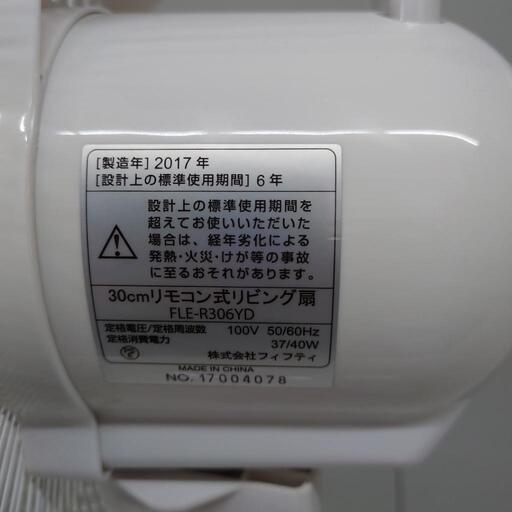 [製造年] 2017 年
[設計上の標準使用期間] 6 年
設計上の標準使用期間を
超えてお使いいただいた
場合は、経年劣化による
発熱・火災・けが等の事故
に至るおそれがあります。
30cmリモコン式リビング扇
FLE-R306YD
定格電圧/定格周波数 100V 50/60Hz
定格消費電力 37/40W
株式会社フィフティ
MADE IN CHINA
NO. 17004078